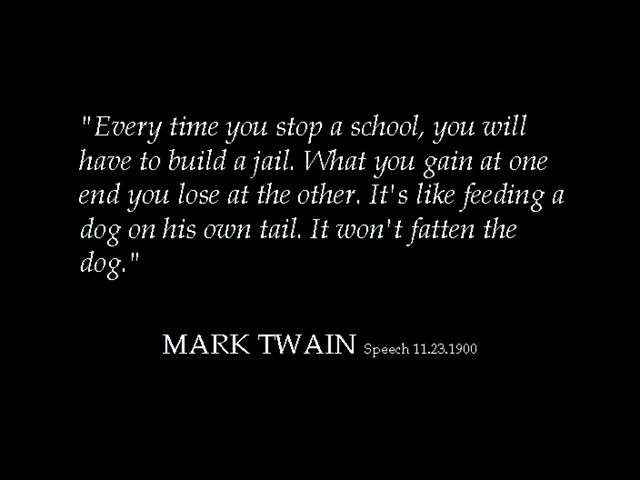 "Every time you stop a school, you will
have to build a jail. What you gain at one
end you lose at the other. It's like feeding a
dog on his own tail. It won't fatten the
dog."
MARK TWAIN Speech 11.23.1900